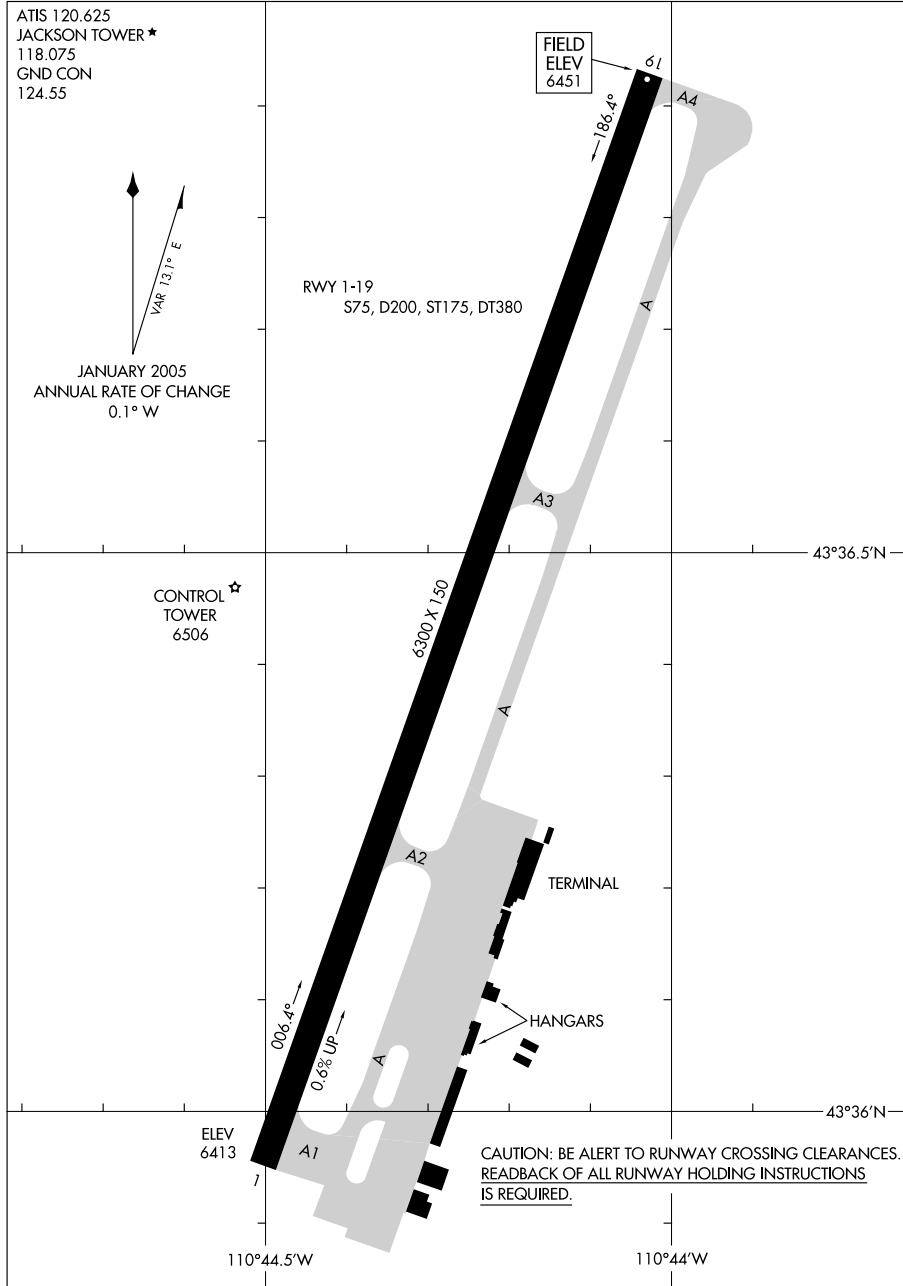 ATIS 120.625
JACKSON TOWER
118.075
GND CON
124.55
FIELD
ELEV
6451
19
A4
186.4°
VAR 13.1° E
JANUARY 2005
ANNUAL RATE OF CHANGE
0.1° W
RWY 1-19
S75, D200, ST175, DT380
A
A3
43°36.5'N
CONTROL
TOWER
6506
6300 X 150
A
A2
TERMINAL
006.4°
0.6% UP
HANGARS
A
43°36'N
ELEV
6413
A1
1
CAUTION: BE ALERT TO RUNWAY CROSSING CLEARANCES.
READBACK OF ALL RUNWAY HOLDING INSTRUCTIONS
IS REQUIRED.
110°44.5'W
110°44'W